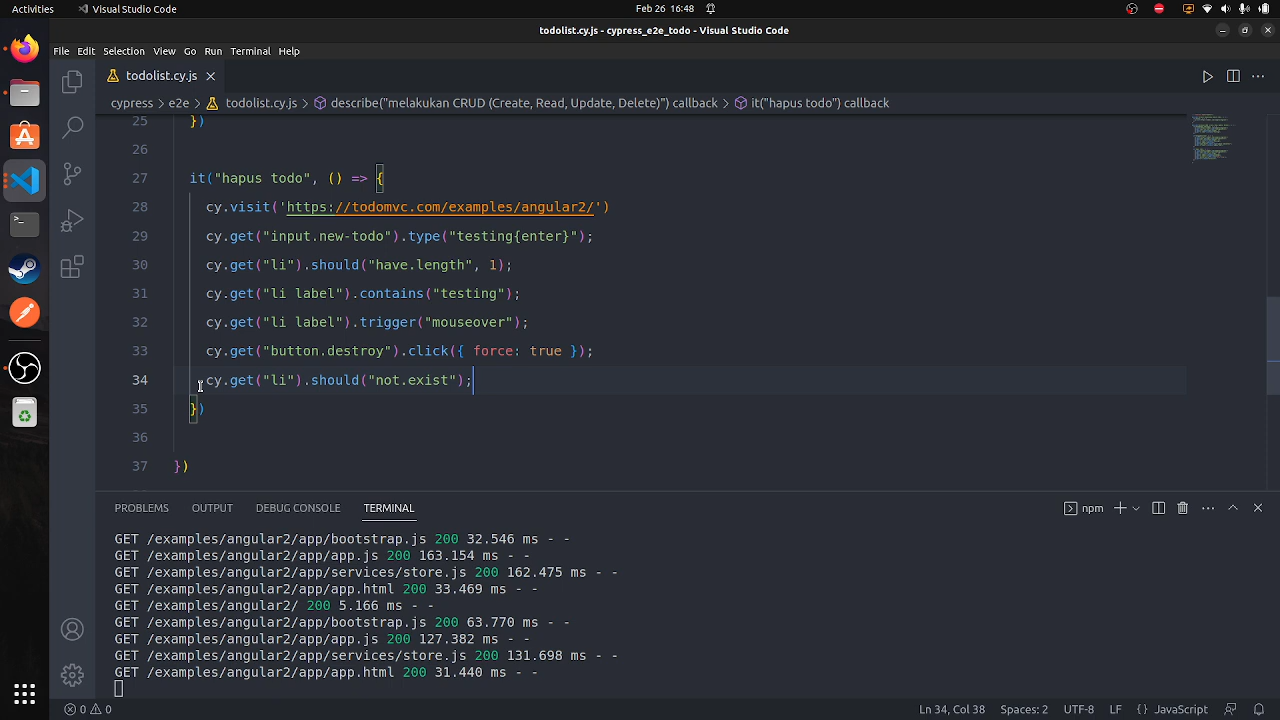 Activities Visual Studio Code Feb 26 16:48
todolist.cy.js - cypress_e2e_todo - Visual Studio Code
File Edit Selection View Go Run Terminal Help
todolist.cy.js
cypress > e2e > todolist.cy.js > describe("melakukan CRUD (Create, Read, Update, Delete)") callback > it("hapus todo") callback
25 })
26
27 it("hapus todo", () => {
28 cy.visit('https://todomvc.com/examples/angular2/')
29 cy.get("input.new-todo").type("testing{enter}");
30 cy.get("li").should("have.length", 1);
31 cy.get("li label").contains("testing");
32 cy.get("li label").trigger("mouseover");
33 cy.get("button.destroy").click({ force: true });
34 cy.get("li").should("not.exist");
35 })
36
37 })
PROBLEMS OUTPUT DEBUG CONSOLE TERMINAL npm
GET /examples/angular2/app/bootstrap.js 200 32.546 ms - -
GET /examples/angular2/app/app.js 200 163.154 ms - -
GET /examples/angular2/app/services/store.js 200 162.475 ms - -
GET /examples/angular2/app/app.html 200 33.469 ms - -
GET /examples/angular2/ 200 5.166 ms - -
GET /examples/angular2/app/bootstrap.js 200 63.770 ms - -
GET /examples/angular2/app/app.js 200 127.382 ms - -
GET /examples/angular2/app/services/store.js 200 131.698 ms - -
GET /examples/angular2/app/app.html 200 31.440 ms - -
0 0 Ln 34, Col 38 Spaces: 2 UTF-8 LF {} JavaScript